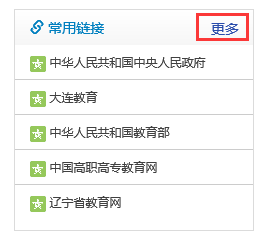 常用链接 更多
中华人民共和国中央人民政府
大连教育
中华人民共和国教育部
中国高职高专教育网
辽宁省教育网